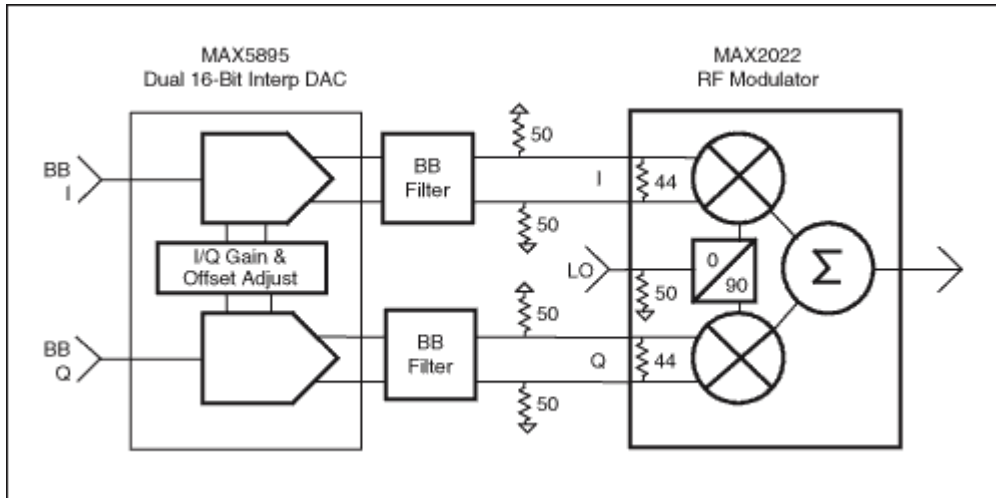 MAX5895
Dual 16-Bit Interp DAC
MAX2022
RF Modulator
50
BB
I
BB
Filter
I
44
50
I/Q Gain &
Offset Adjust
LO
0
90
Σ
50
50
BB
Q
BB
Filter
Q
44
50